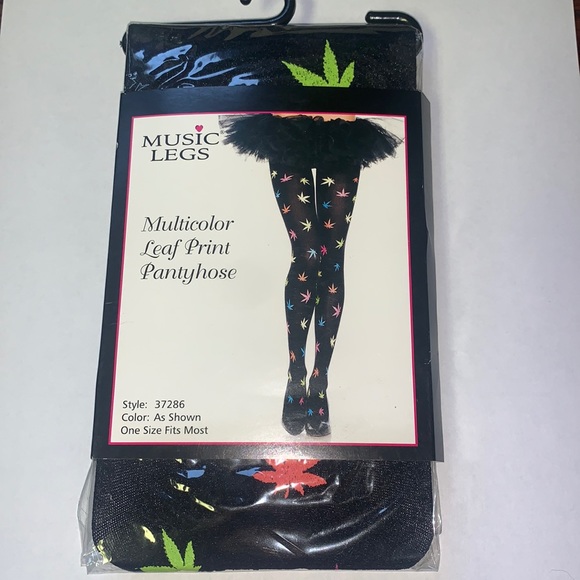 MUSIC
LEGS
Multicolor
Leaf Print
Pantyhose
Style: 37286
Color: As Shown
One Size Fits Most